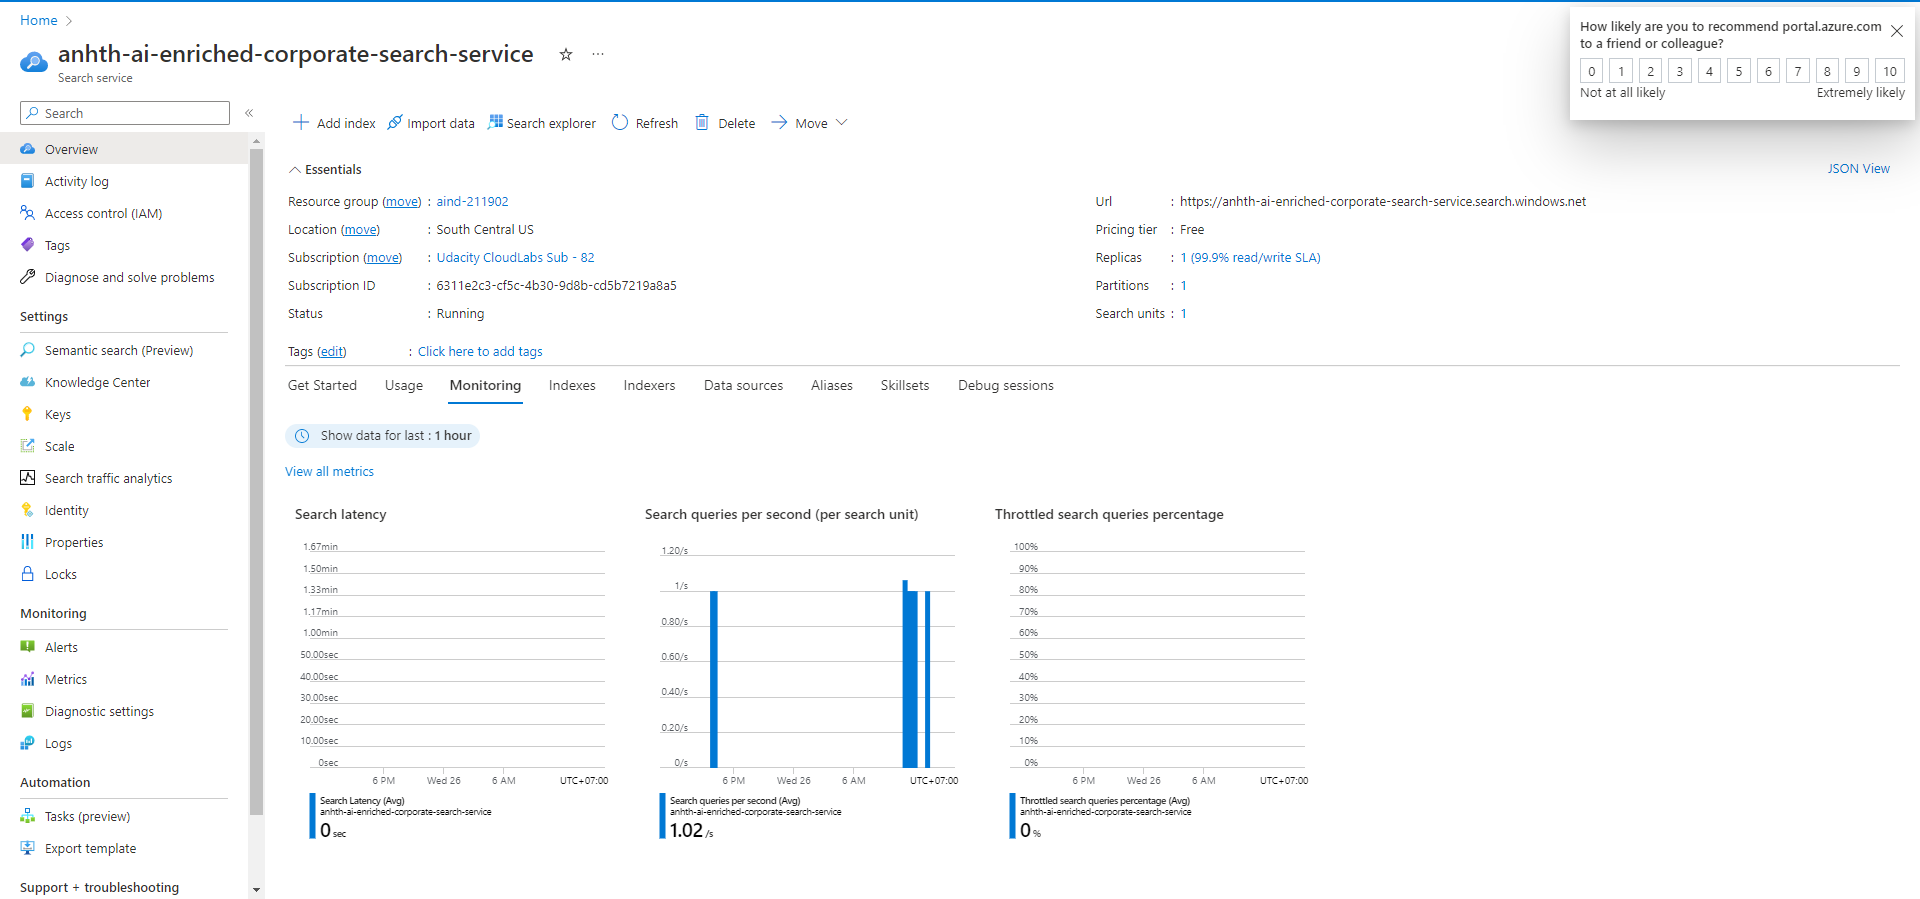 Home
anhth-ai-enriched-corporate-search-service
Search service
How likely are you to recommend portal.azure.com
to a friend or colleague?
0 1 2 3 4 5 6 7 8 9 10
Not at all likely Extremely likely
Search
Overview
Activity log
Access control (IAM)
Tags
Diagnose and solve problems
Settings
Semantic search (Preview)
Knowledge Center
Keys
Scale
Search traffic analytics
Identity
Properties
Locks
Monitoring
Alerts
Metrics
Diagnostic settings
Logs
Automation
Tasks (preview)
Export template
Support + troubleshooting
Add index Import data Search explorer Refresh Delete Move
Essentials
JSON View
Resource group (move) : aind-211902
Location (move) : South Central US
Subscription (move) : Udacity CloudLabs Sub - 82
Subscription ID : 6311e2c3-cf5c-4b30-9d8b-cd5b7219a8a5
Status : Running
Url : https://anhth-ai-enriched-corporate-search-service.search.windows.net
Pricing tier : Free
Replicas : 1 (99.9% read/write SLA)
Partitions : 1
Search units : 1
Tags (edit) : Click here to add tags
Get Started Usage Monitoring Indexes Indexers Data sources Aliases Skillsets Debug sessions
Show data for last : 1 hour
View all metrics
Search latency
1.67min
1.50min
1.33min
1.17min
1.00min
50.00sec
40.00sec
30.00sec
20.00sec
10.00sec
0sec
6 PM Wed 26 6 AM UTC+07:00
Search Latency (Avg)
anhth-ai-enriched-corporate-search-service
0 sec
Search queries per second (per search unit)
1.20/s
1/s
0.80/s
0.60/s
0.40/s
0.20/s
0/s
6 PM Wed 26 6 AM UTC+07:00
Search queries per second (Avg)
anhth-ai-enriched-corporate-search-service
1.02 /s
Throttled search queries percentage
100%
90%
80%
70%
60%
50%
40%
30%
20%
10%
0%
6 PM Wed 26 6 AM UTC+07:00
Throttled search queries percentage (Avg)
anhth-ai-enriched-corporate-search-service
0 %